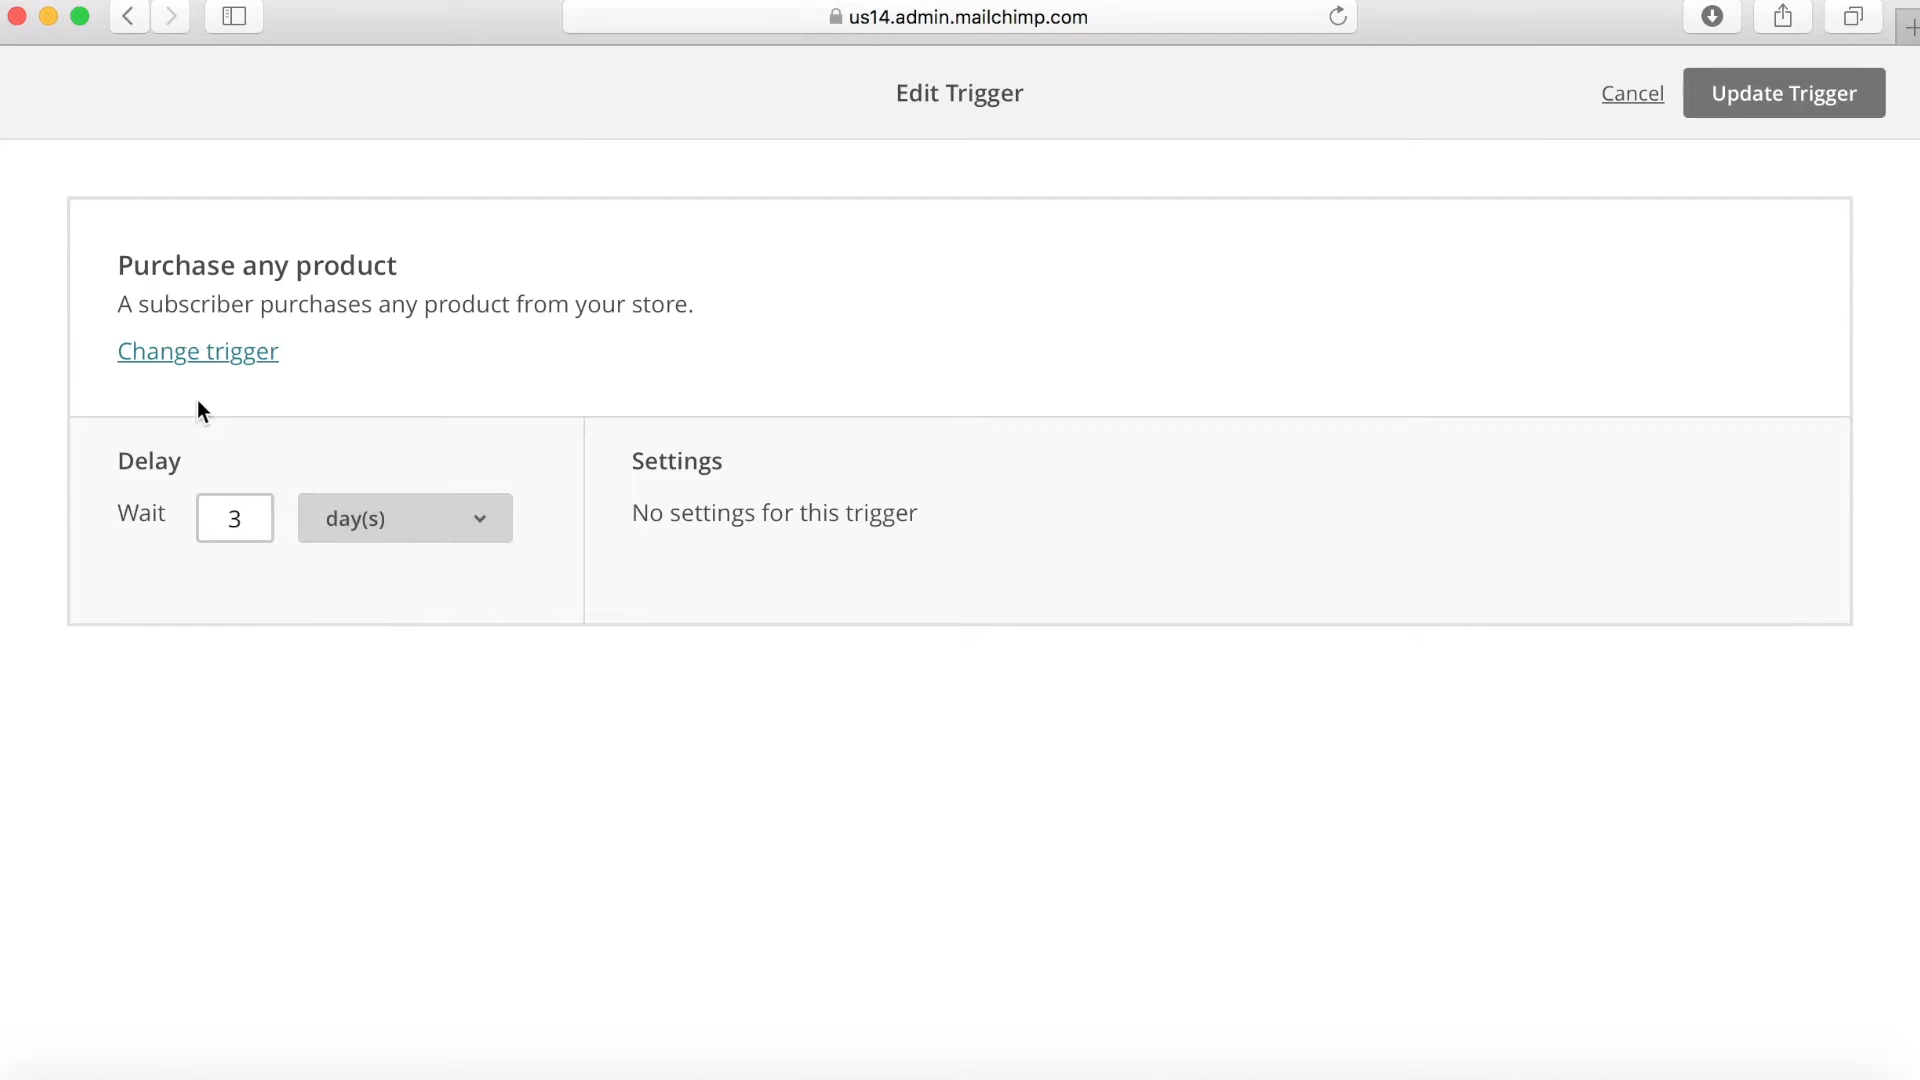 us14.admin.mailchimp.com
Edit Trigger
Cancel
Update Trigger
Purchase any product
A subscriber purchases any product from your store.
Change trigger
Delay
Wait 3 day(s)
Settings
No settings for this trigger